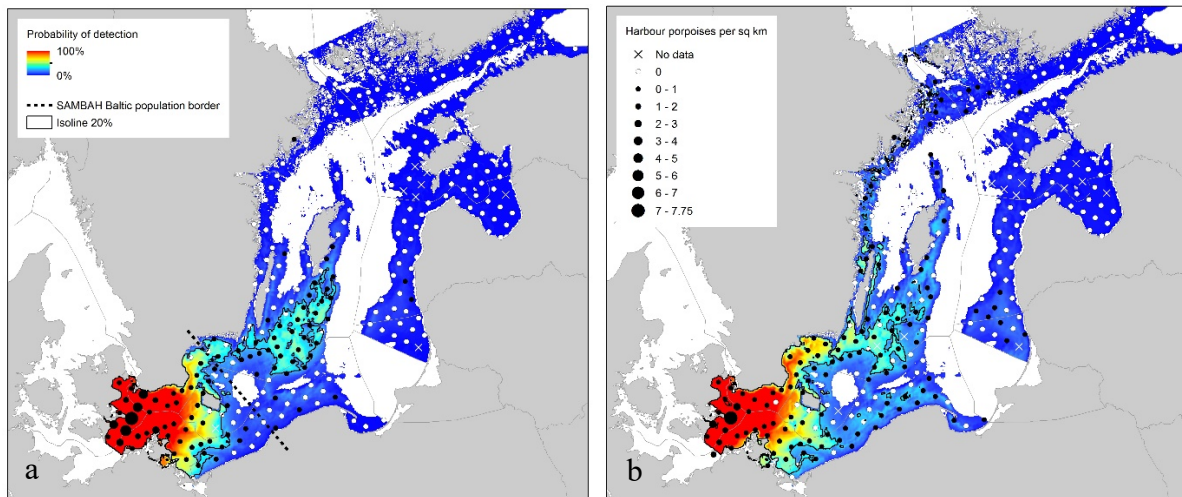 Probability of detection
100%
0%
SAMBAH Baltic population border
Isoline 20%
a
Harbour porpoises per sq km
No data
0
0 - 1
1 - 2
2 - 3
3 - 4
4 - 5
5 - 6
6 - 7
7 - 7.75
b